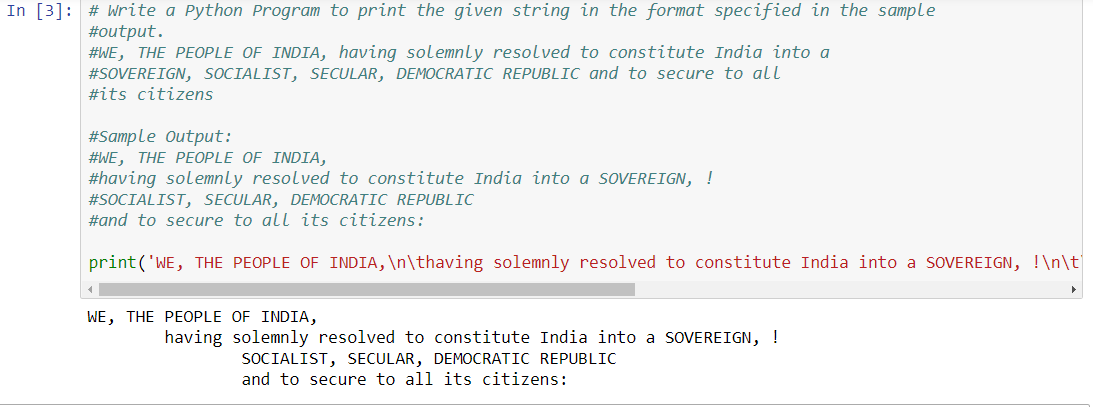 In [3]: # Write a Python Program to print the given string in the format specified in the sample
#output.
#WE, THE PEOPLE OF INDIA, having solemnly resolved to constitute India into a
#SOVEREIGN, SOCIALIST, SECULAR, DEMOCRATIC REPUBLIC and to secure to all
#its citizens
#Sample Output:
#WE, THE PEOPLE OF INDIA,
#having solemnly resolved to constitute India into a SOVEREIGN, !
#SOCIALIST, SECULAR, DEMOCRATIC REPUBLIC
#and to secure to all its citizens:
print('WE, THE PEOPLE OF INDIA,\n\thaving solemnly resolved to constitute India into a SOVEREIGN, !\n\t
WE, THE PEOPLE OF INDIA,
having solemnly resolved to constitute India into a SOVEREIGN, !
SOCIALIST, SECULAR, DEMOCRATIC REPUBLIC
and to secure to all its citizens: